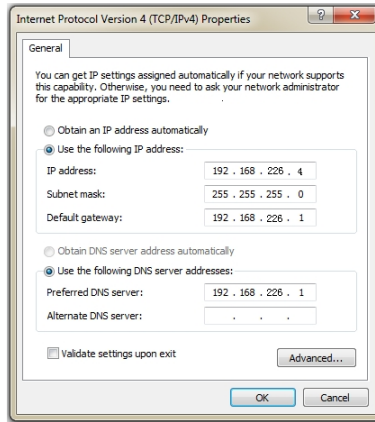 Internet Protocol Version 4 (TCP/IPv4) Properties
General
You can get IP settings assigned automatically if your network supports
this capability. Otherwise, you need to ask your network administrator
for the appropriate IP settings.
Obtain an IP address automatically
Use the following IP address:
IP address: 192 . 168 . 226 . 4
Subnet mask: 255 . 255 . 255 . 0
Default gateway: 192 . 168 . 226 . 1
Obtain DNS server address automatically
Use the following DNS server addresses:
Preferred DNS server: 192 . 168 . 226 . 1
Alternate DNS server: . . .
Validate settings upon exit
Advanced...
OK Cancel